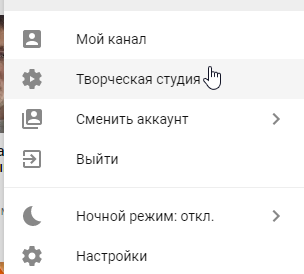 Мой канал
Творческая студия
Сменить аккаунт
Выйти
Ночной режим: откл.
Настройки